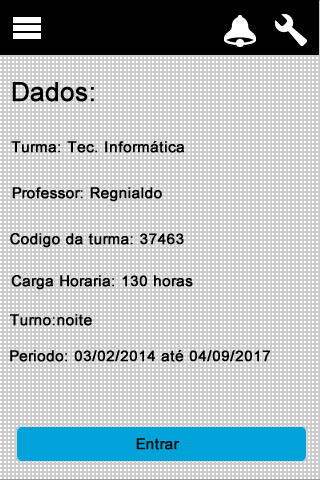 Dados:
Turma: Tec. Informática
Professor: Regnialdo
Codigo da turma: 37463
Carga Horaria: 130 horas
Turno:noite
Periodo: 03/02/2014 até 04/09/2017
Entrar